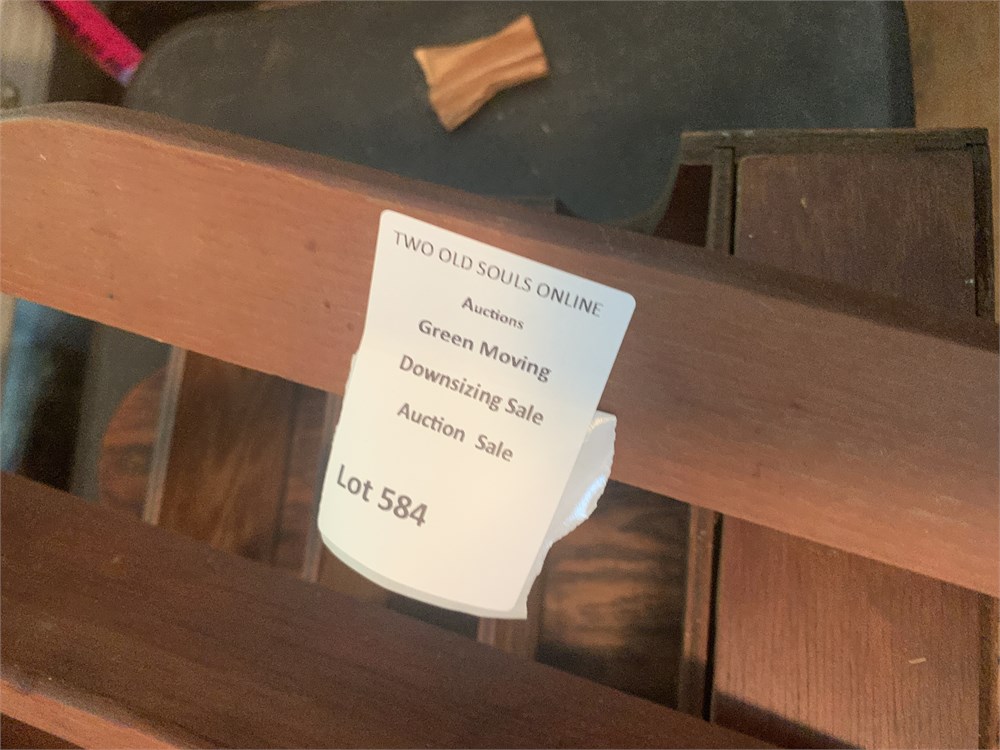 TWO OLD SOULS ONLINE
Auctions
Green Moving
Downsizing Sale
Auction Sale
Lot 584